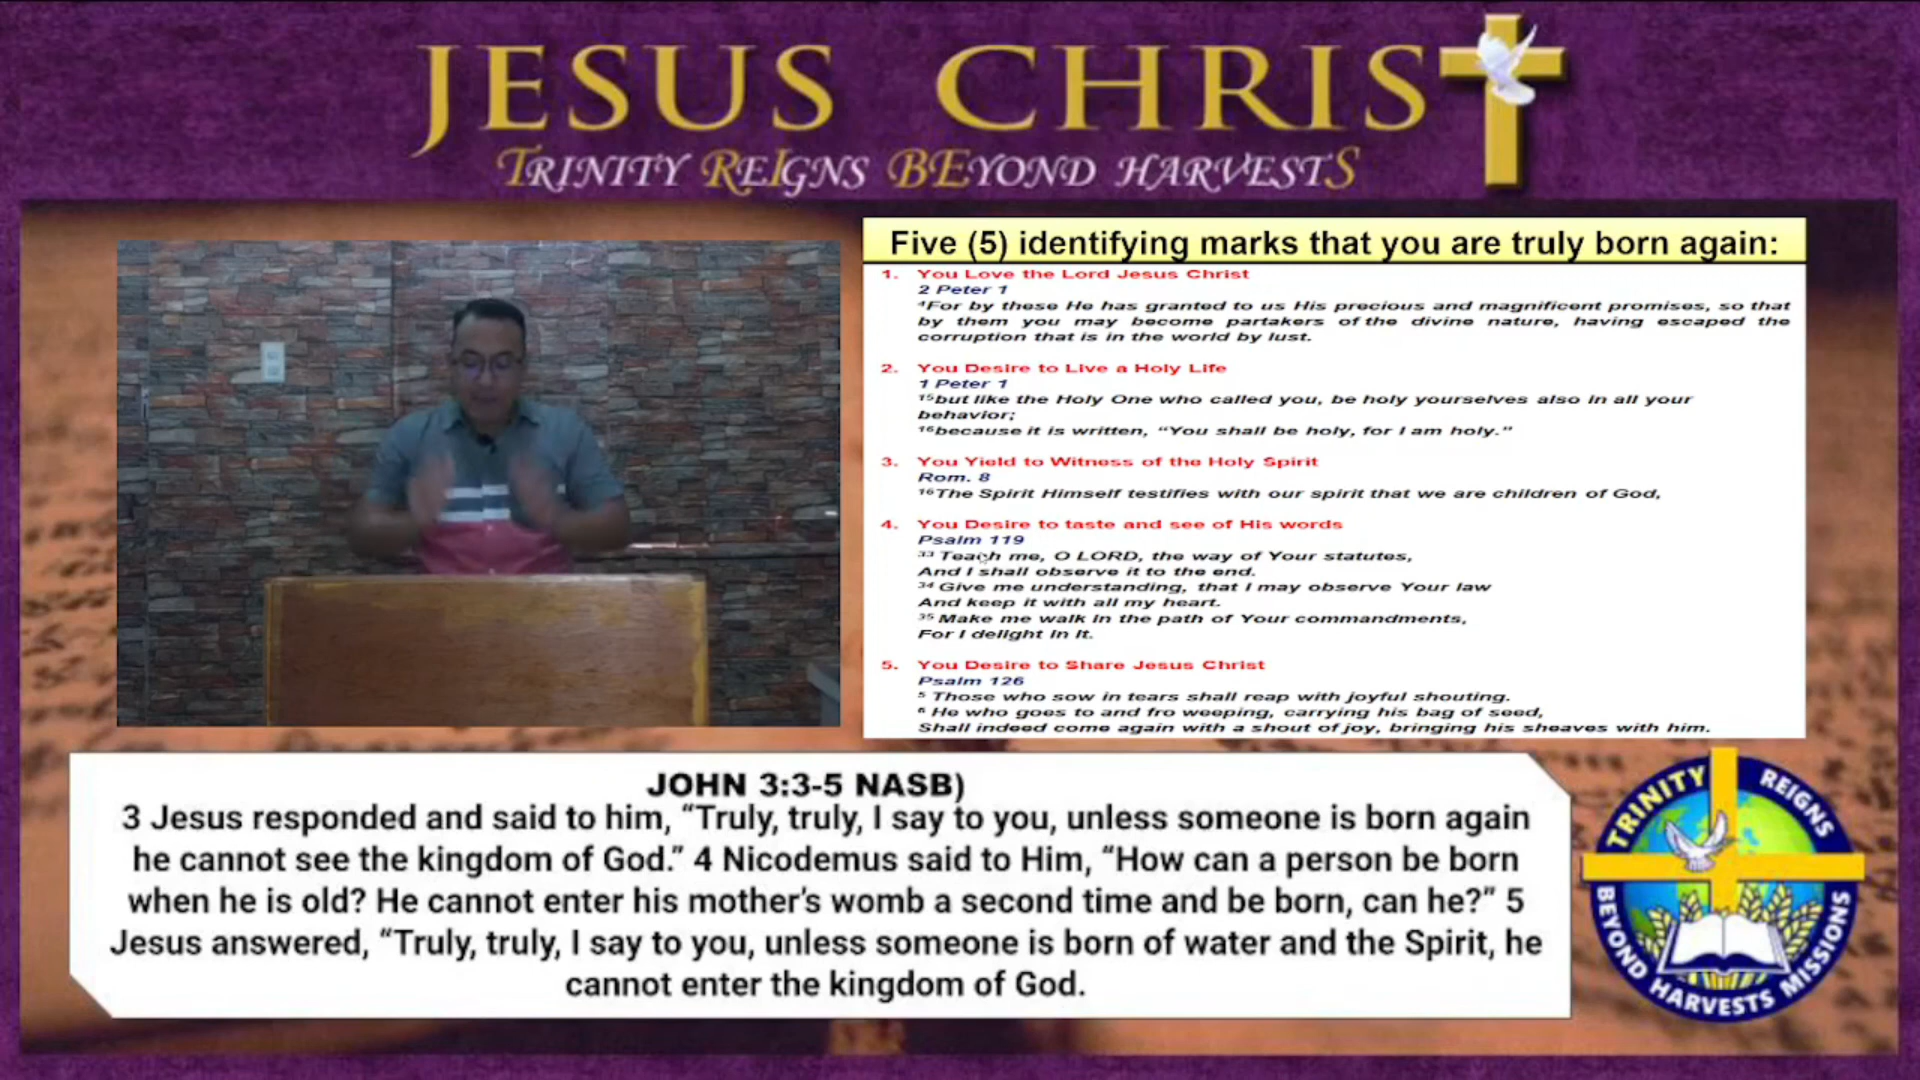 JESUS CHRIST
TRINITY REIGNS BEYOND HARVESTS
Five (5) identifying marks that you are truly born again:
1. You Love the Lord Jesus Christ
2 Peter 1
4For by these He has granted to us His precious and magnificent promises, so that
by them you may become partakers of the divine nature, having escaped the
corruption that is in the world by lust.
2. You Desire to Live a Holy Life
1 Peter 1
15but like the Holy One who called you, be holy yourselves also in all your
behavior;
16because it is written, “You shall be holy, for I am holy.”
3. You Yield to Witness of the Holy Spirit
Rom. 8
16The Spirit Himself testifies with our spirit that we are children of God,
4. You Desire to taste and see of His words
Psalm 119
33 Teach me, O LORD, the way of Your statutes,
And I shall observe it to the end.
34 Give me understanding, that I may observe Your law
And keep it with all my heart.
35 Make me walk in the path of Your commandments,
For I delight in it.
5. You Desire to Share Jesus Christ
Psalm 126
5 Those who sow in tears shall reap with joyful shouting.
6 He who goes to and fro weeping, carrying his bag of seed,
Shall indeed come again with a shout of joy, bringing his sheaves with him.
JOHN 3:3-5 NASB)
3 Jesus responded and said to him, “Truly, truly, I say to you, unless someone is born again
he cannot see the kingdom of God.” 4 Nicodemus said to Him, “How can a person be born
when he is old? He cannot enter his mother’s womb a second time and be born, can he?” 5
Jesus answered, “Truly, truly, I say to you, unless someone is born of water and the Spirit, he
cannot enter the kingdom of God.
TRINITY REIGNS
BEYOND HARVESTS MISSIONS